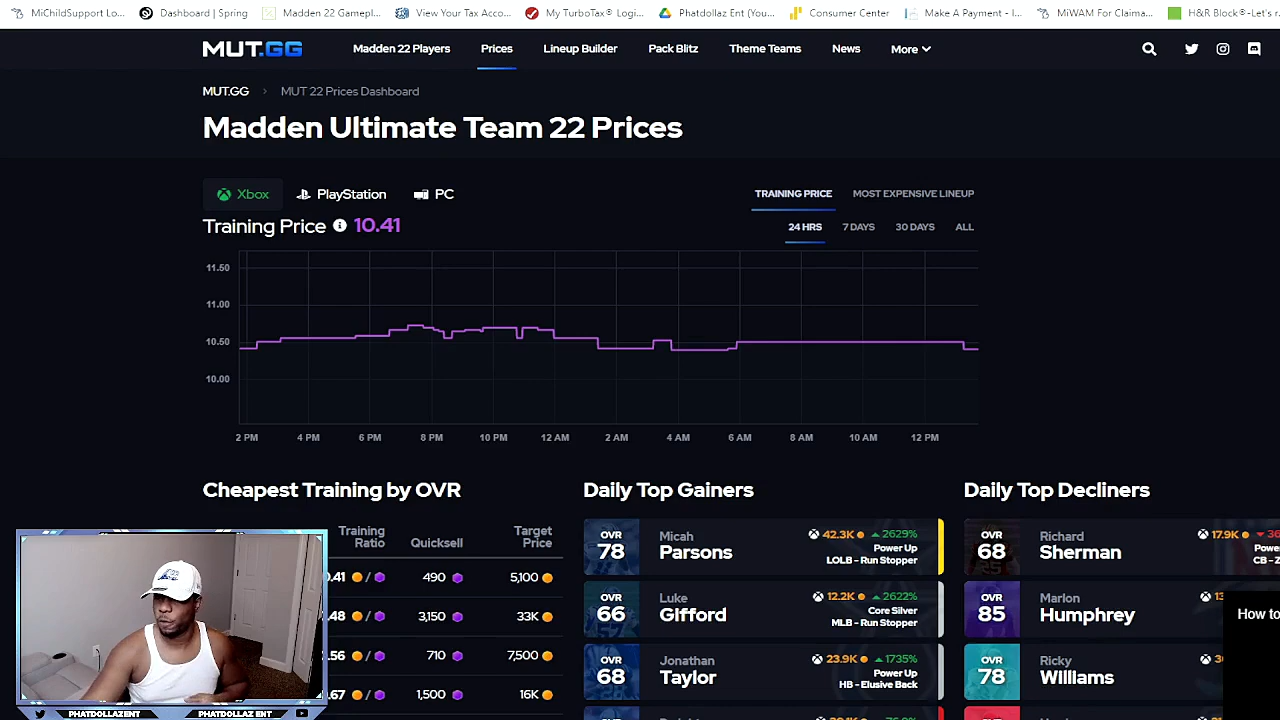 MiChildSupport Lo...
Dashboard | Spring
Madden 22 Gamepl...
View Your Tax Acco...
My TurboTax® Logi...
Phatdollaz Ent (You...
Consumer Center
Make A Payment - I...
MiWAM For Claima...
H&R Block®-Let's r
MUT.GG
Madden 22 Players
Prices
Lineup Builder
Pack Blitz
Theme Teams
News
More
MUT.GG > MUT 22 Prices Dashboard
Madden Ultimate Team 22 Prices
Xbox
PlayStation
PC
TRAINING PRICE
MOST EXPENSIVE LINEUP
Training Price 10.41
24 HRS
7 DAYS
30 DAYS
ALL
11.50
11.00
10.50
10.00
2 PM
4 PM
6 PM
8 PM
10 PM
12 AM
2 AM
4 AM
6 AM
8 AM
10 AM
12 PM
Cheapest Training by OVR
Training Ratio
Quicksell
Target Price
.41 / 490 5,100
.48 / 3,150 33K
.56 / 710 7,500
.67 / 1,500 16K
Daily Top Gainers
OVR 78
Micah
Parsons
42.3K 2629%
Power Up
LOLB - Run Stopper
OVR 66
Luke
Gifford
12.2K 2622%
Core Silver
MLB - Run Stopper
OVR 68
Jonathan
Taylor
23.9K 1735%
Power Up
HB - Elusive Back
Daily Top Decliners
OVR 68
Richard
Sherman
17.9K
Powe
CB - Z
OVR 85
Marlon
Humphrey
OVR 78
Ricky
Williams
How to
PHATDOLLAZENT
PHATDOLLAZ ENT